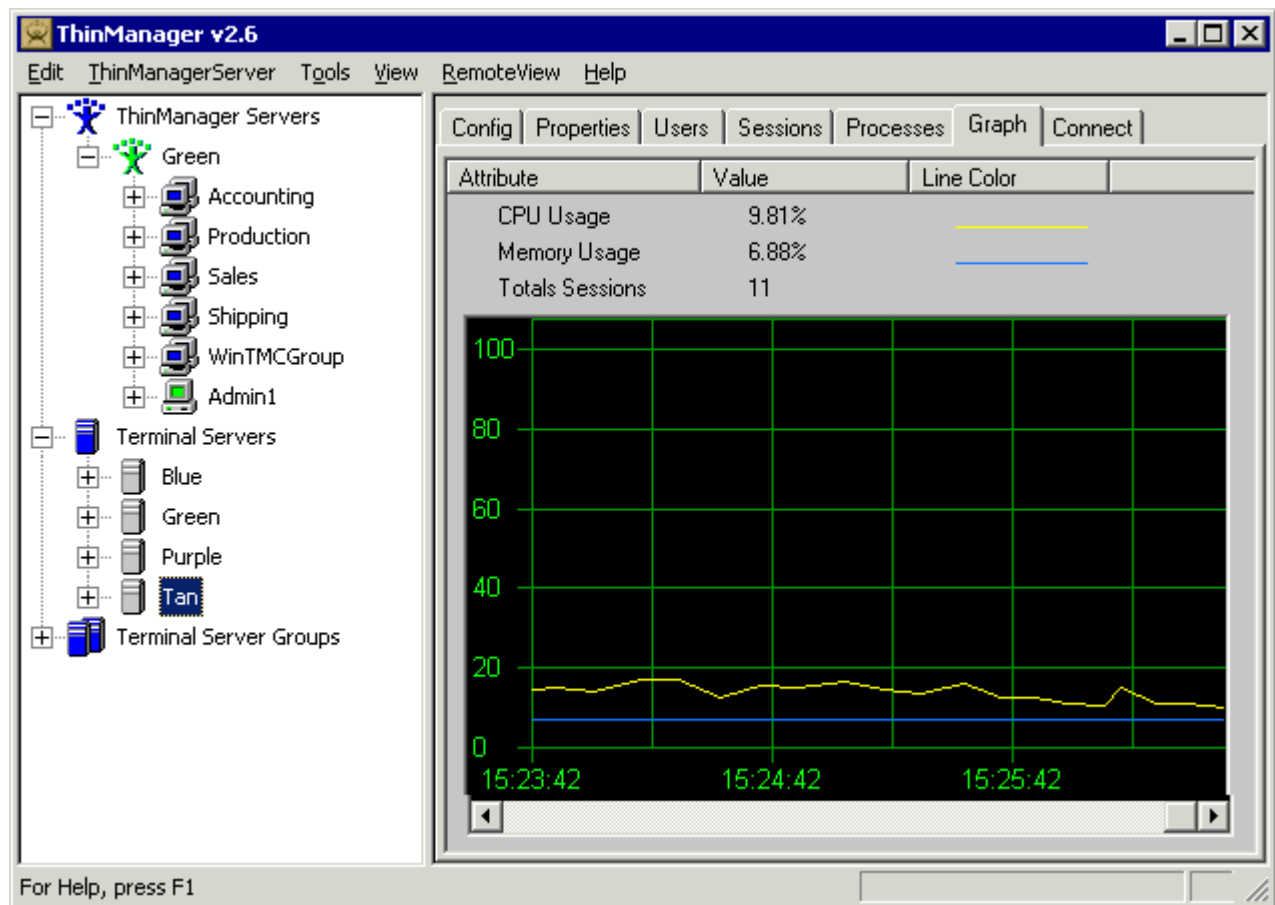 ThinManager v2.6
Edit ThinManagerServer Tools View RemoteView Help
ThinManager Servers
Green
Accounting
Production
Sales
Shipping
WinTMCGroup
Admin1
Terminal Servers
Blue
Green
Purple
Tan
Terminal Server Groups
Config Properties Users Sessions Processes Graph Connect
Attribute Value Line Color
CPU Usage 9.81%
Memory Usage 6.88%
Totals Sessions 11
100
80
60
40
20
0
15:23:42 15:24:42 15:25:42
For Help, press F1